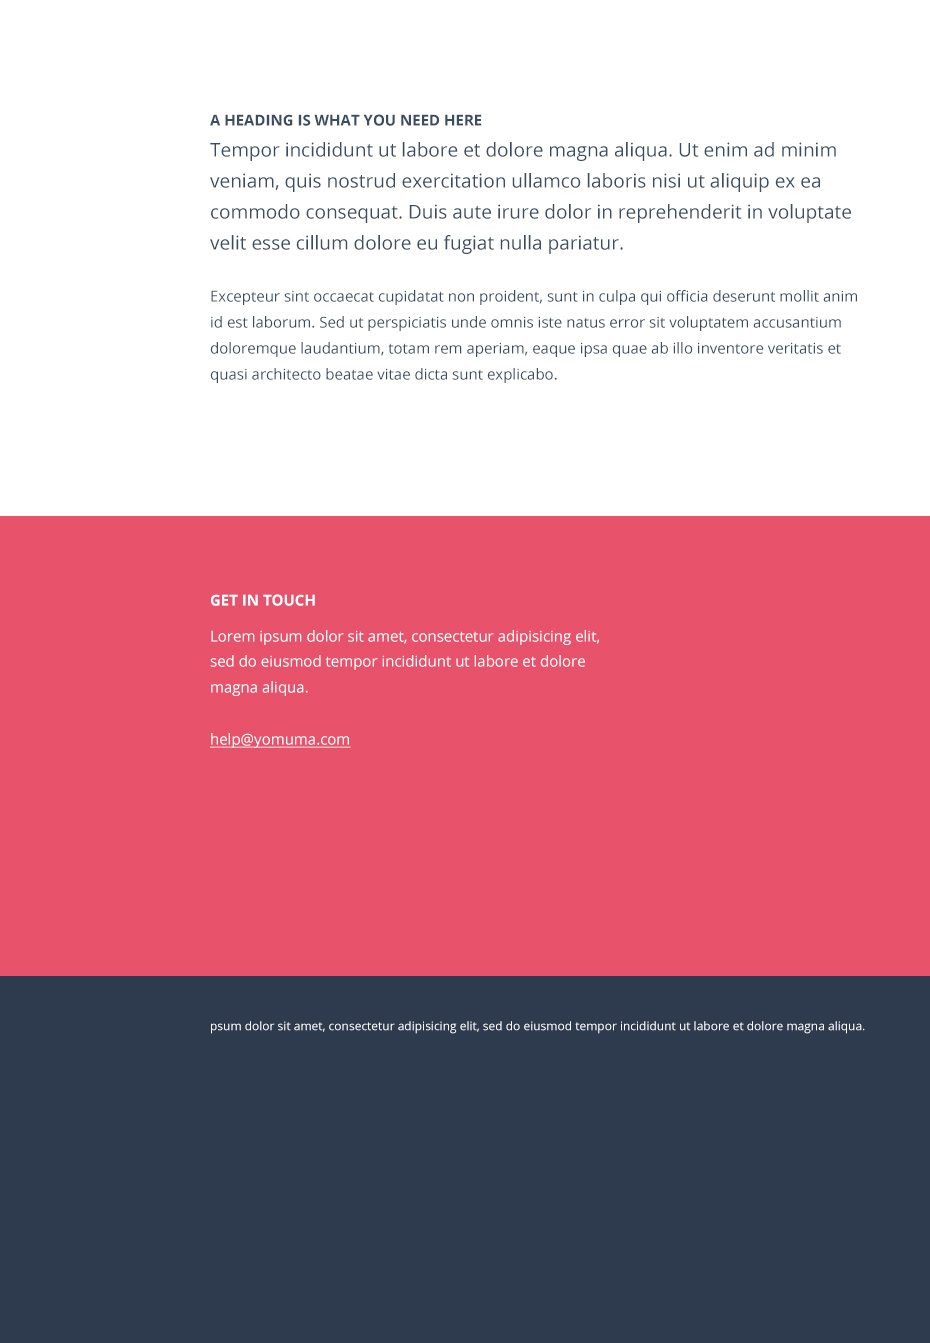 A HEADING IS WHAT YOU NEED HERE
Tempor incididunt ut labore et dolore magna aliqua. Ut enim ad minim
veniam, quis nostrud exercitation ullamco laboris nisi ut aliquip ex ea
commodo consequat. Duis aute irure dolor in reprehenderit in voluptate
velit esse cillum dolore eu fugiat nulla pariatur.
Excepteur sint occaecat cupidatat non proident, sunt in culpa qui officia deserunt mollit anim
id est laborum. Sed ut perspiciatis unde omnis iste natus error sit voluptatem accusantium
doloremque laudantium, totam rem aperiam, eaque ipsa quae ab illo inventore veritatis et
quasi architecto beatae vitae dicta sunt explicabo.
GET IN TOUCH
Lorem ipsum dolor sit amet, consectetur adipisicing elit,
sed do eiusmod tempor incididunt ut labore et dolore
magna aliqua.
help@yomuma.com
psum dolor sit amet, consectetur adipisicing elit, sed do eiusmod tempor incididunt ut labore et dolore magna aliqua.